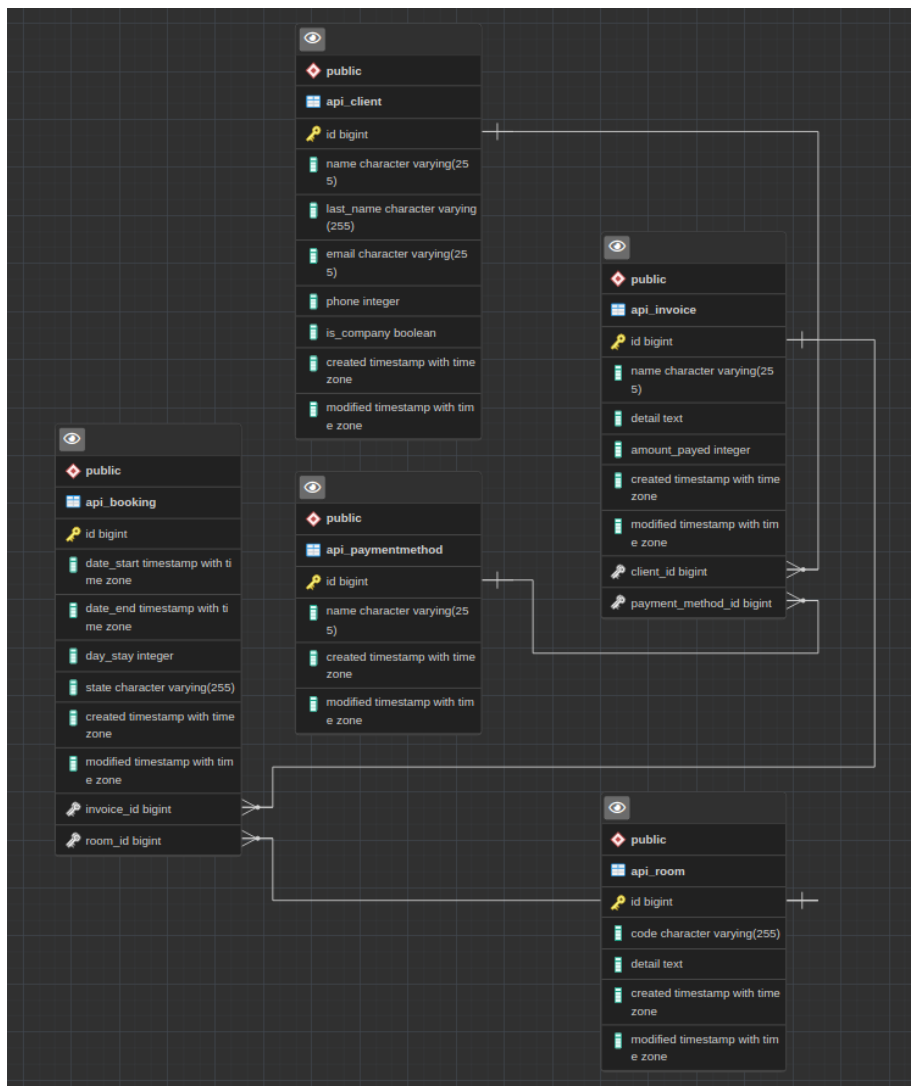 public
api_client
id bigint
name character varying(25
5)
last_name character varying
(255)
email character varying(25
5)
phone integer
is_company boolean
created timestamp with time
zone
modified timestamp with tim
e zone
public
api_invoice
id bigint
name character varying(25
5)
detail text
amount_payed integer
created timestamp with time
zone
modified timestamp with tim
e zone
client_id bigint
payment_method_id bigint
public
api_booking
id bigint
date_start timestamp with ti
me zone
date_end timestamp with ti
me zone
day_stay integer
state character varying(255)
created timestamp with time
zone
modified timestamp with tim
e zone
invoice_id bigint
room_id bigint
public
api_paymentmethod
id bigint
name character varying(25
5)
created timestamp with time
zone
modified timestamp with tim
e zone
public
api_room
id bigint
code character varying(255)
detail text
created timestamp with time
zone
modified timestamp with tim
e zone